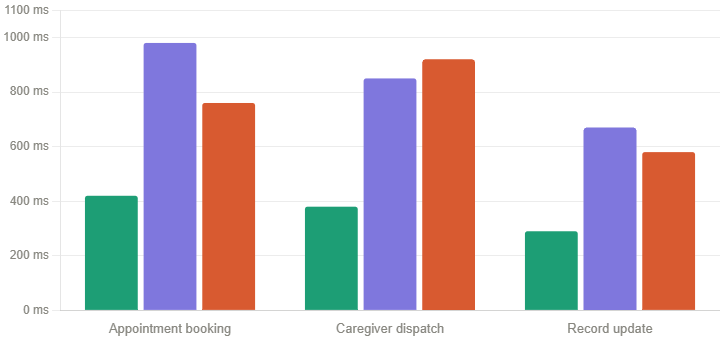 1100 ms
1000 ms
800 ms
600 ms
400 ms
200 ms
0 ms
Appointment booking
Caregiver dispatch
Record update